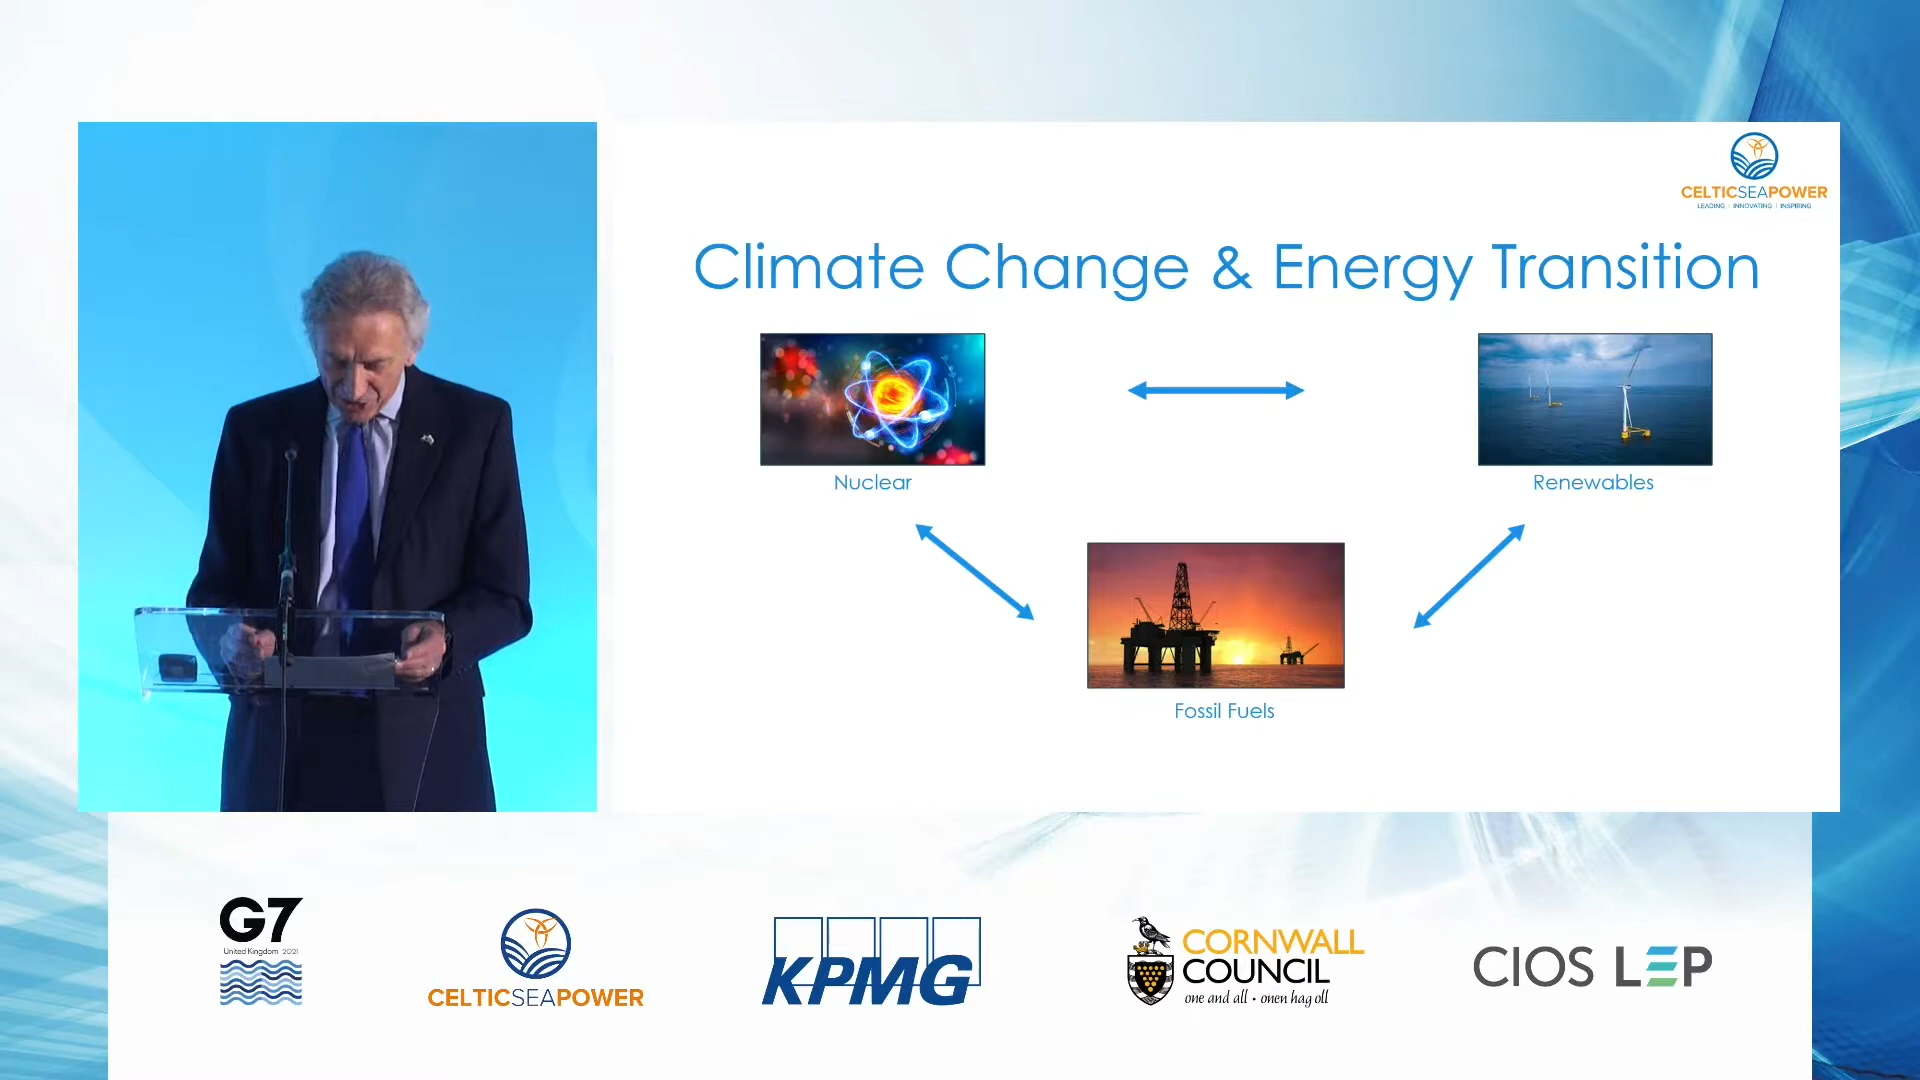 CELTICSEAPOWER
LEADING | INNOVATING | INSPIRING
Climate Change & Energy Transition
Nuclear
Renewables
Fossil Fuels
G7
United Kingdom 2021
CELTICSEAPOWER
KPMG
CORNWALL
COUNCIL
one and all • onen hag oll
CIOS LEP